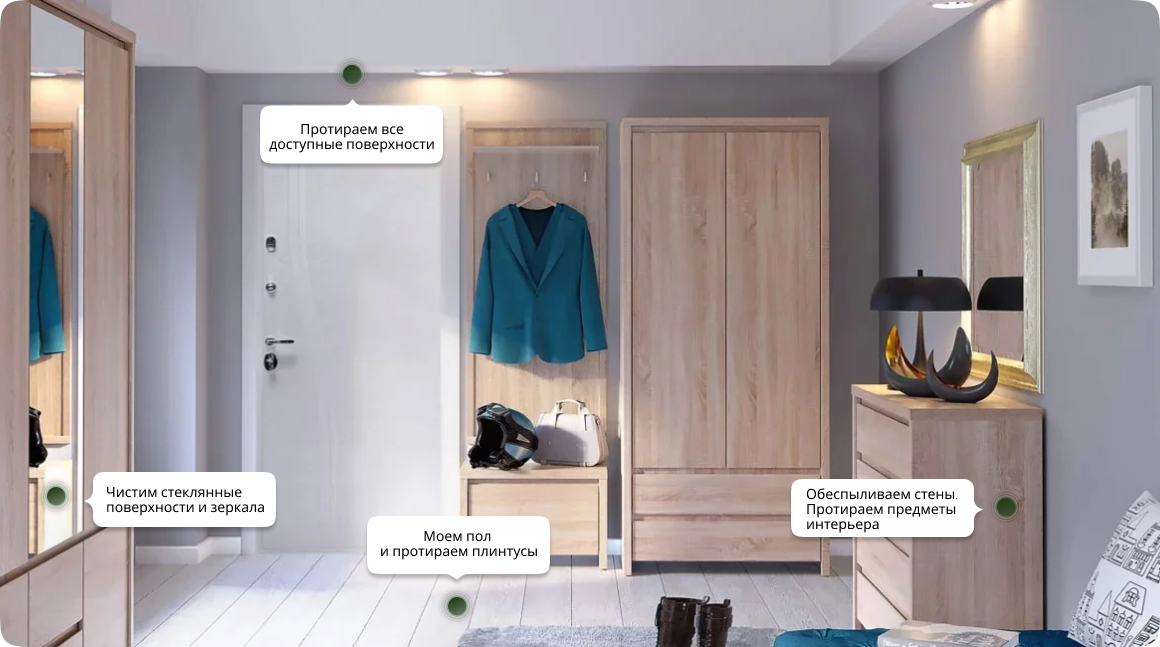 Протираем все
доступные поверхности
Чистим стеклянные
поверхности и зеркала
Моем пол
и протираем плинтусы
Обеспыливаем стены.
Протираем предметы
интерьера